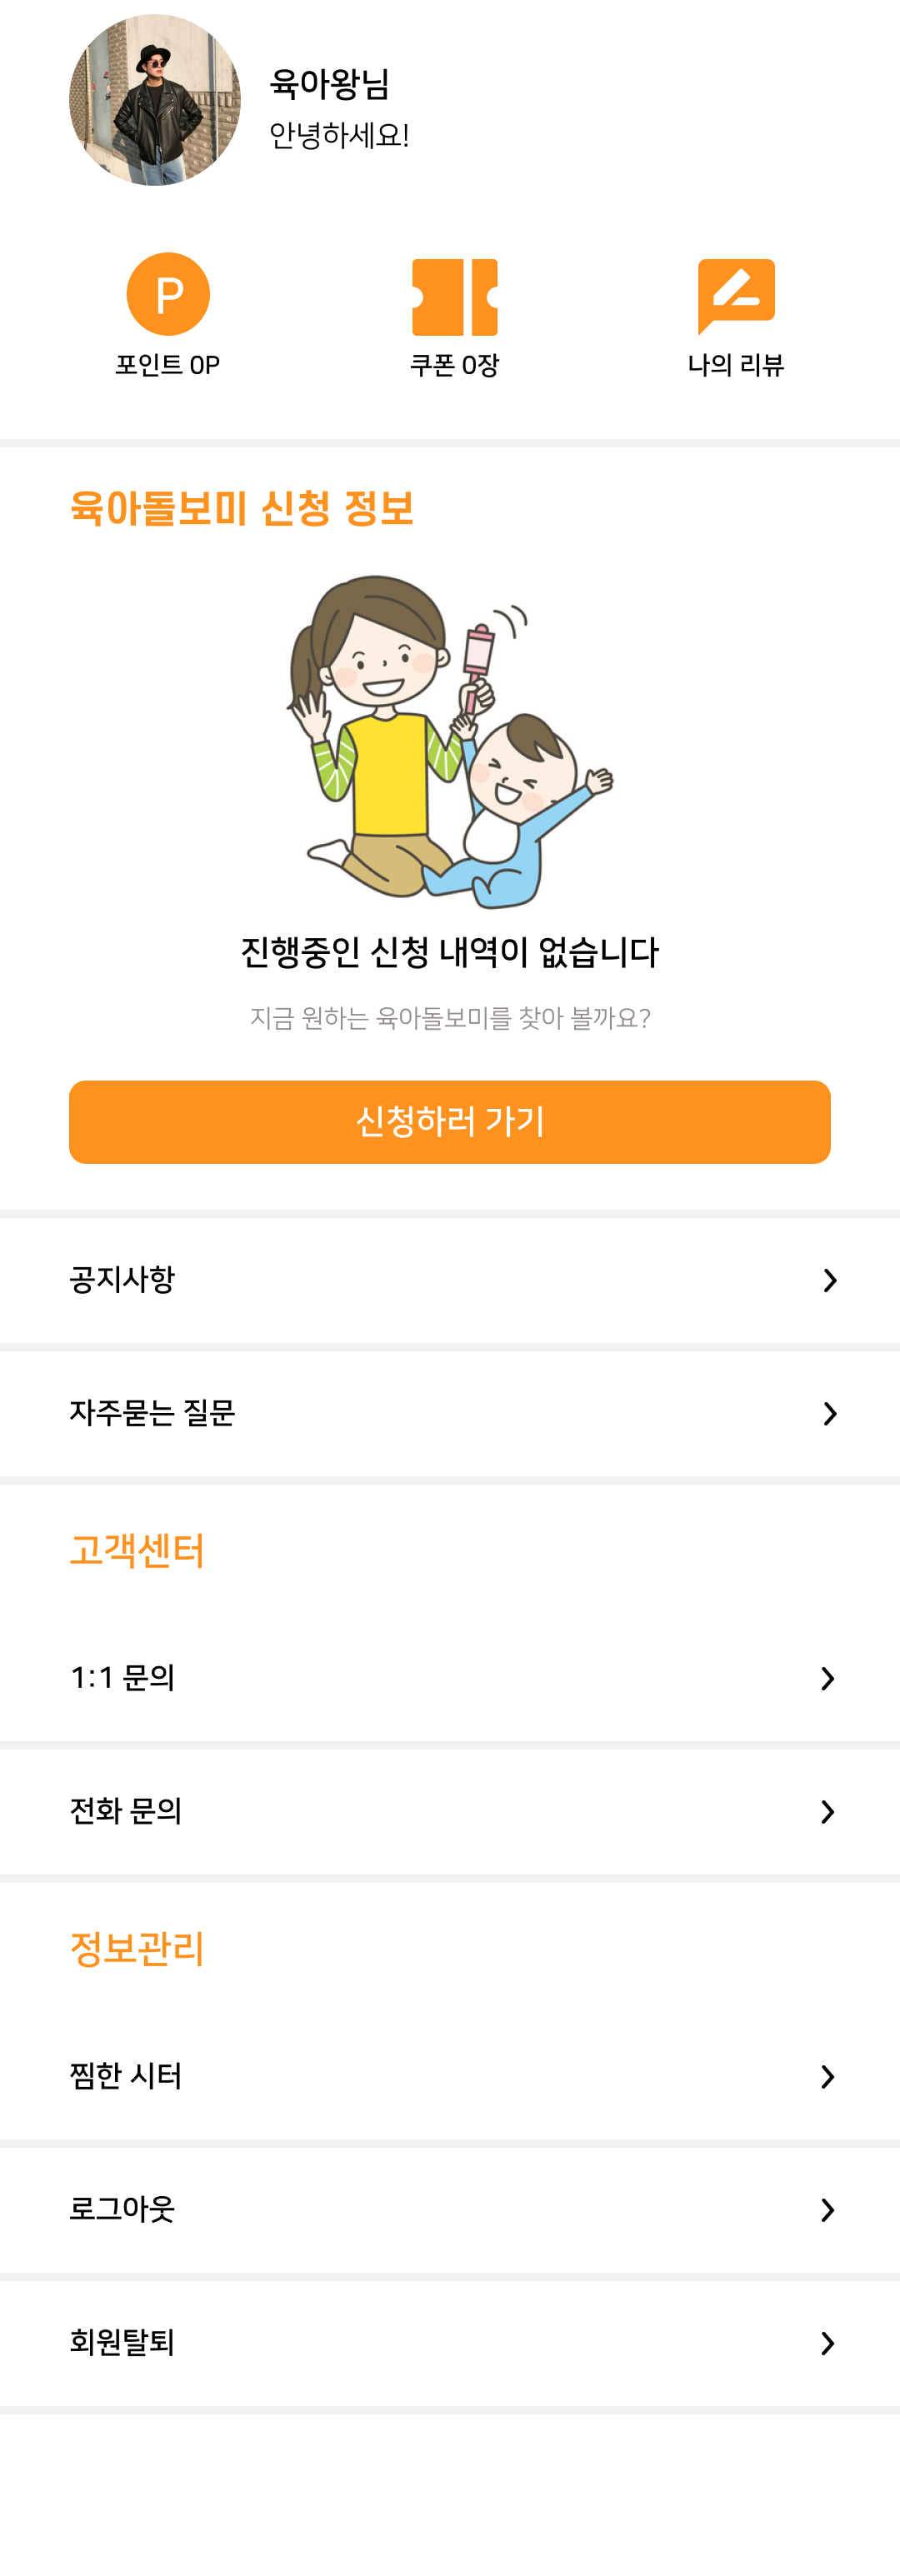 육아왕님
안녕하세요!
P
포인트 0P
쿠폰 0장
나의 리뷰
육아돌보미 신청 정보
진행중인 신청 내역이 없습니다
지금 원하는 육아돌보미를 찾아 볼까요?
신청하러 가기
공지사항
자주묻는 질문
고객센터
1:1 문의
전화 문의
정보관리
찜한 시터
로그아웃
회원탈퇴